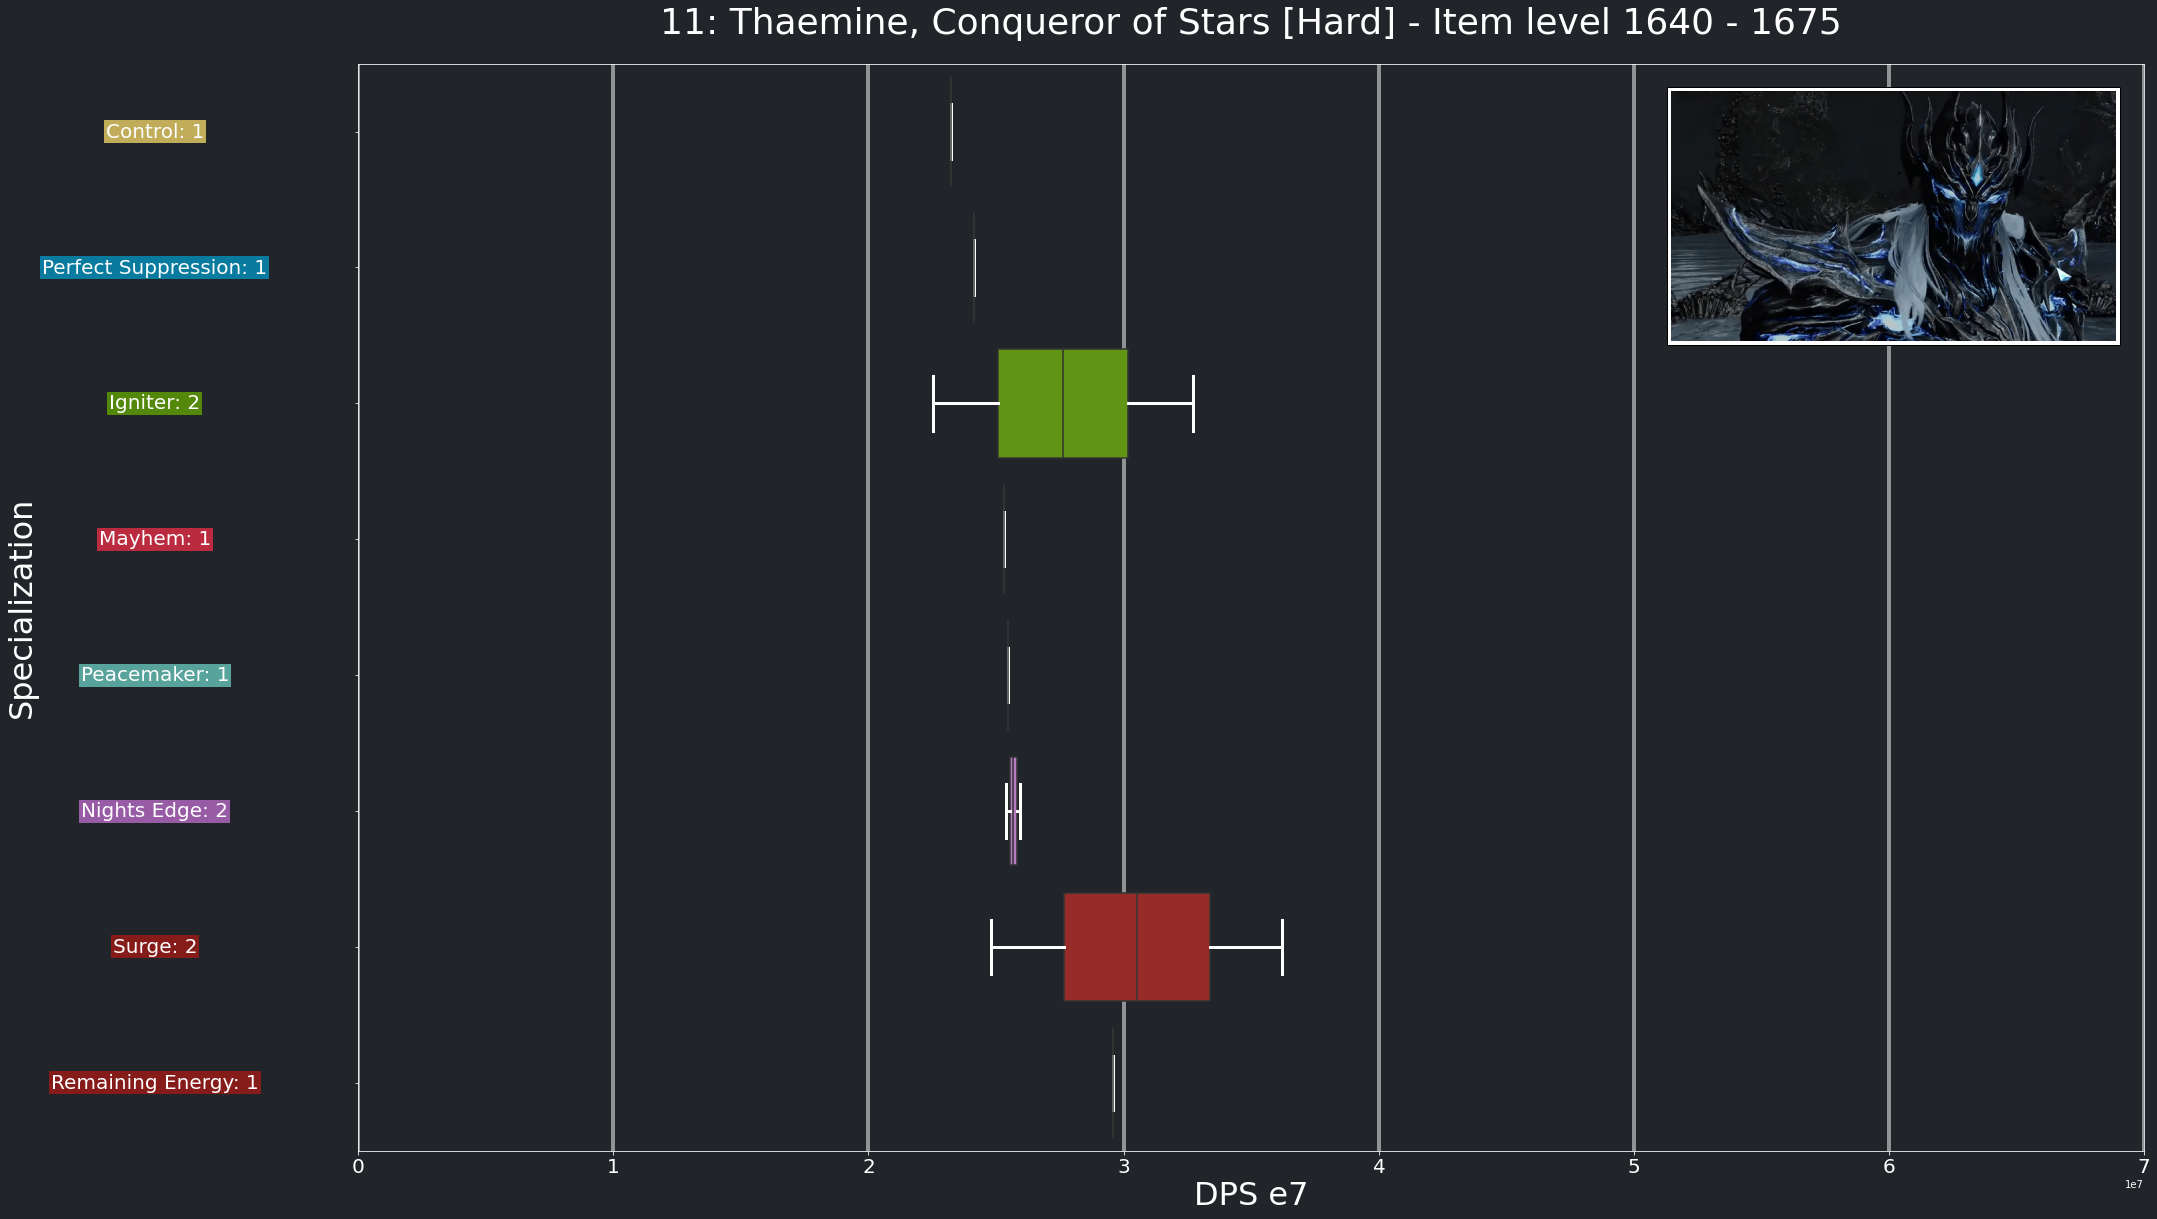 11: Thaemine, Conqueror of Stars [Hard] - Item level 1640 - 1675
Specialization
Control: 1
Perfect Suppression: 1
Igniter: 2
Mayhem: 1
Peacemaker: 1
Nights Edge: 2
Surge: 2
Remaining Energy: 1
0 1 2 3 4 5 6 7
1e7
DPS e7